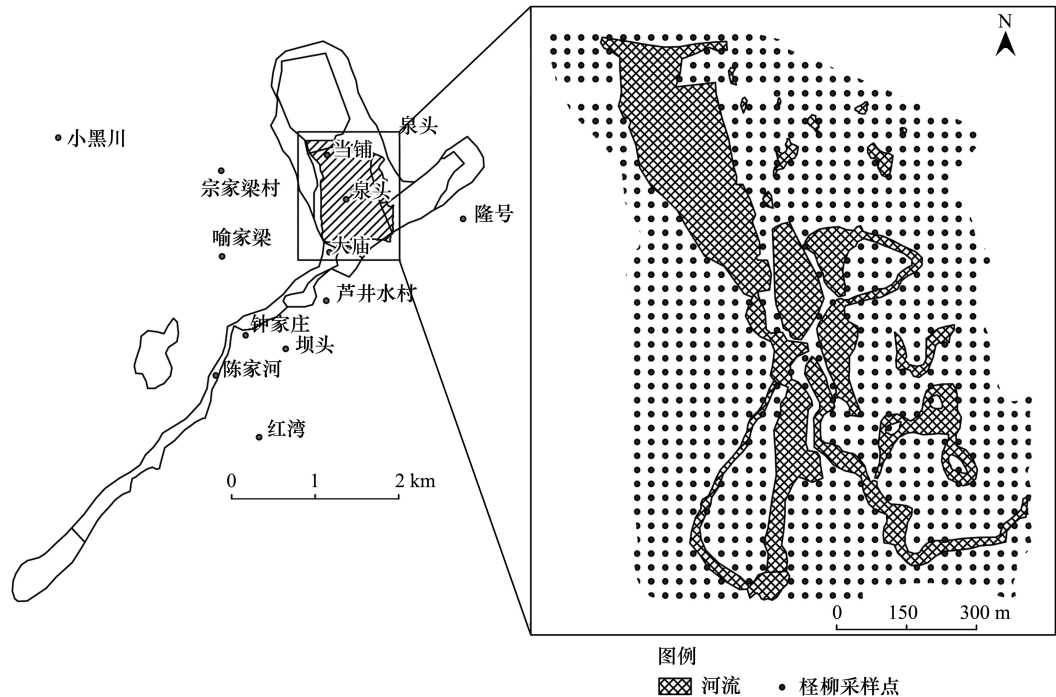 N
泉头
小黑川
当铺
宗家梁村
泉头
隆号
喻家梁
大庙
芦井水村
钟家庄
坝头
陈家河
红湾
0 1 2 km
0 150 300 m
图例
河流 柽柳采样点